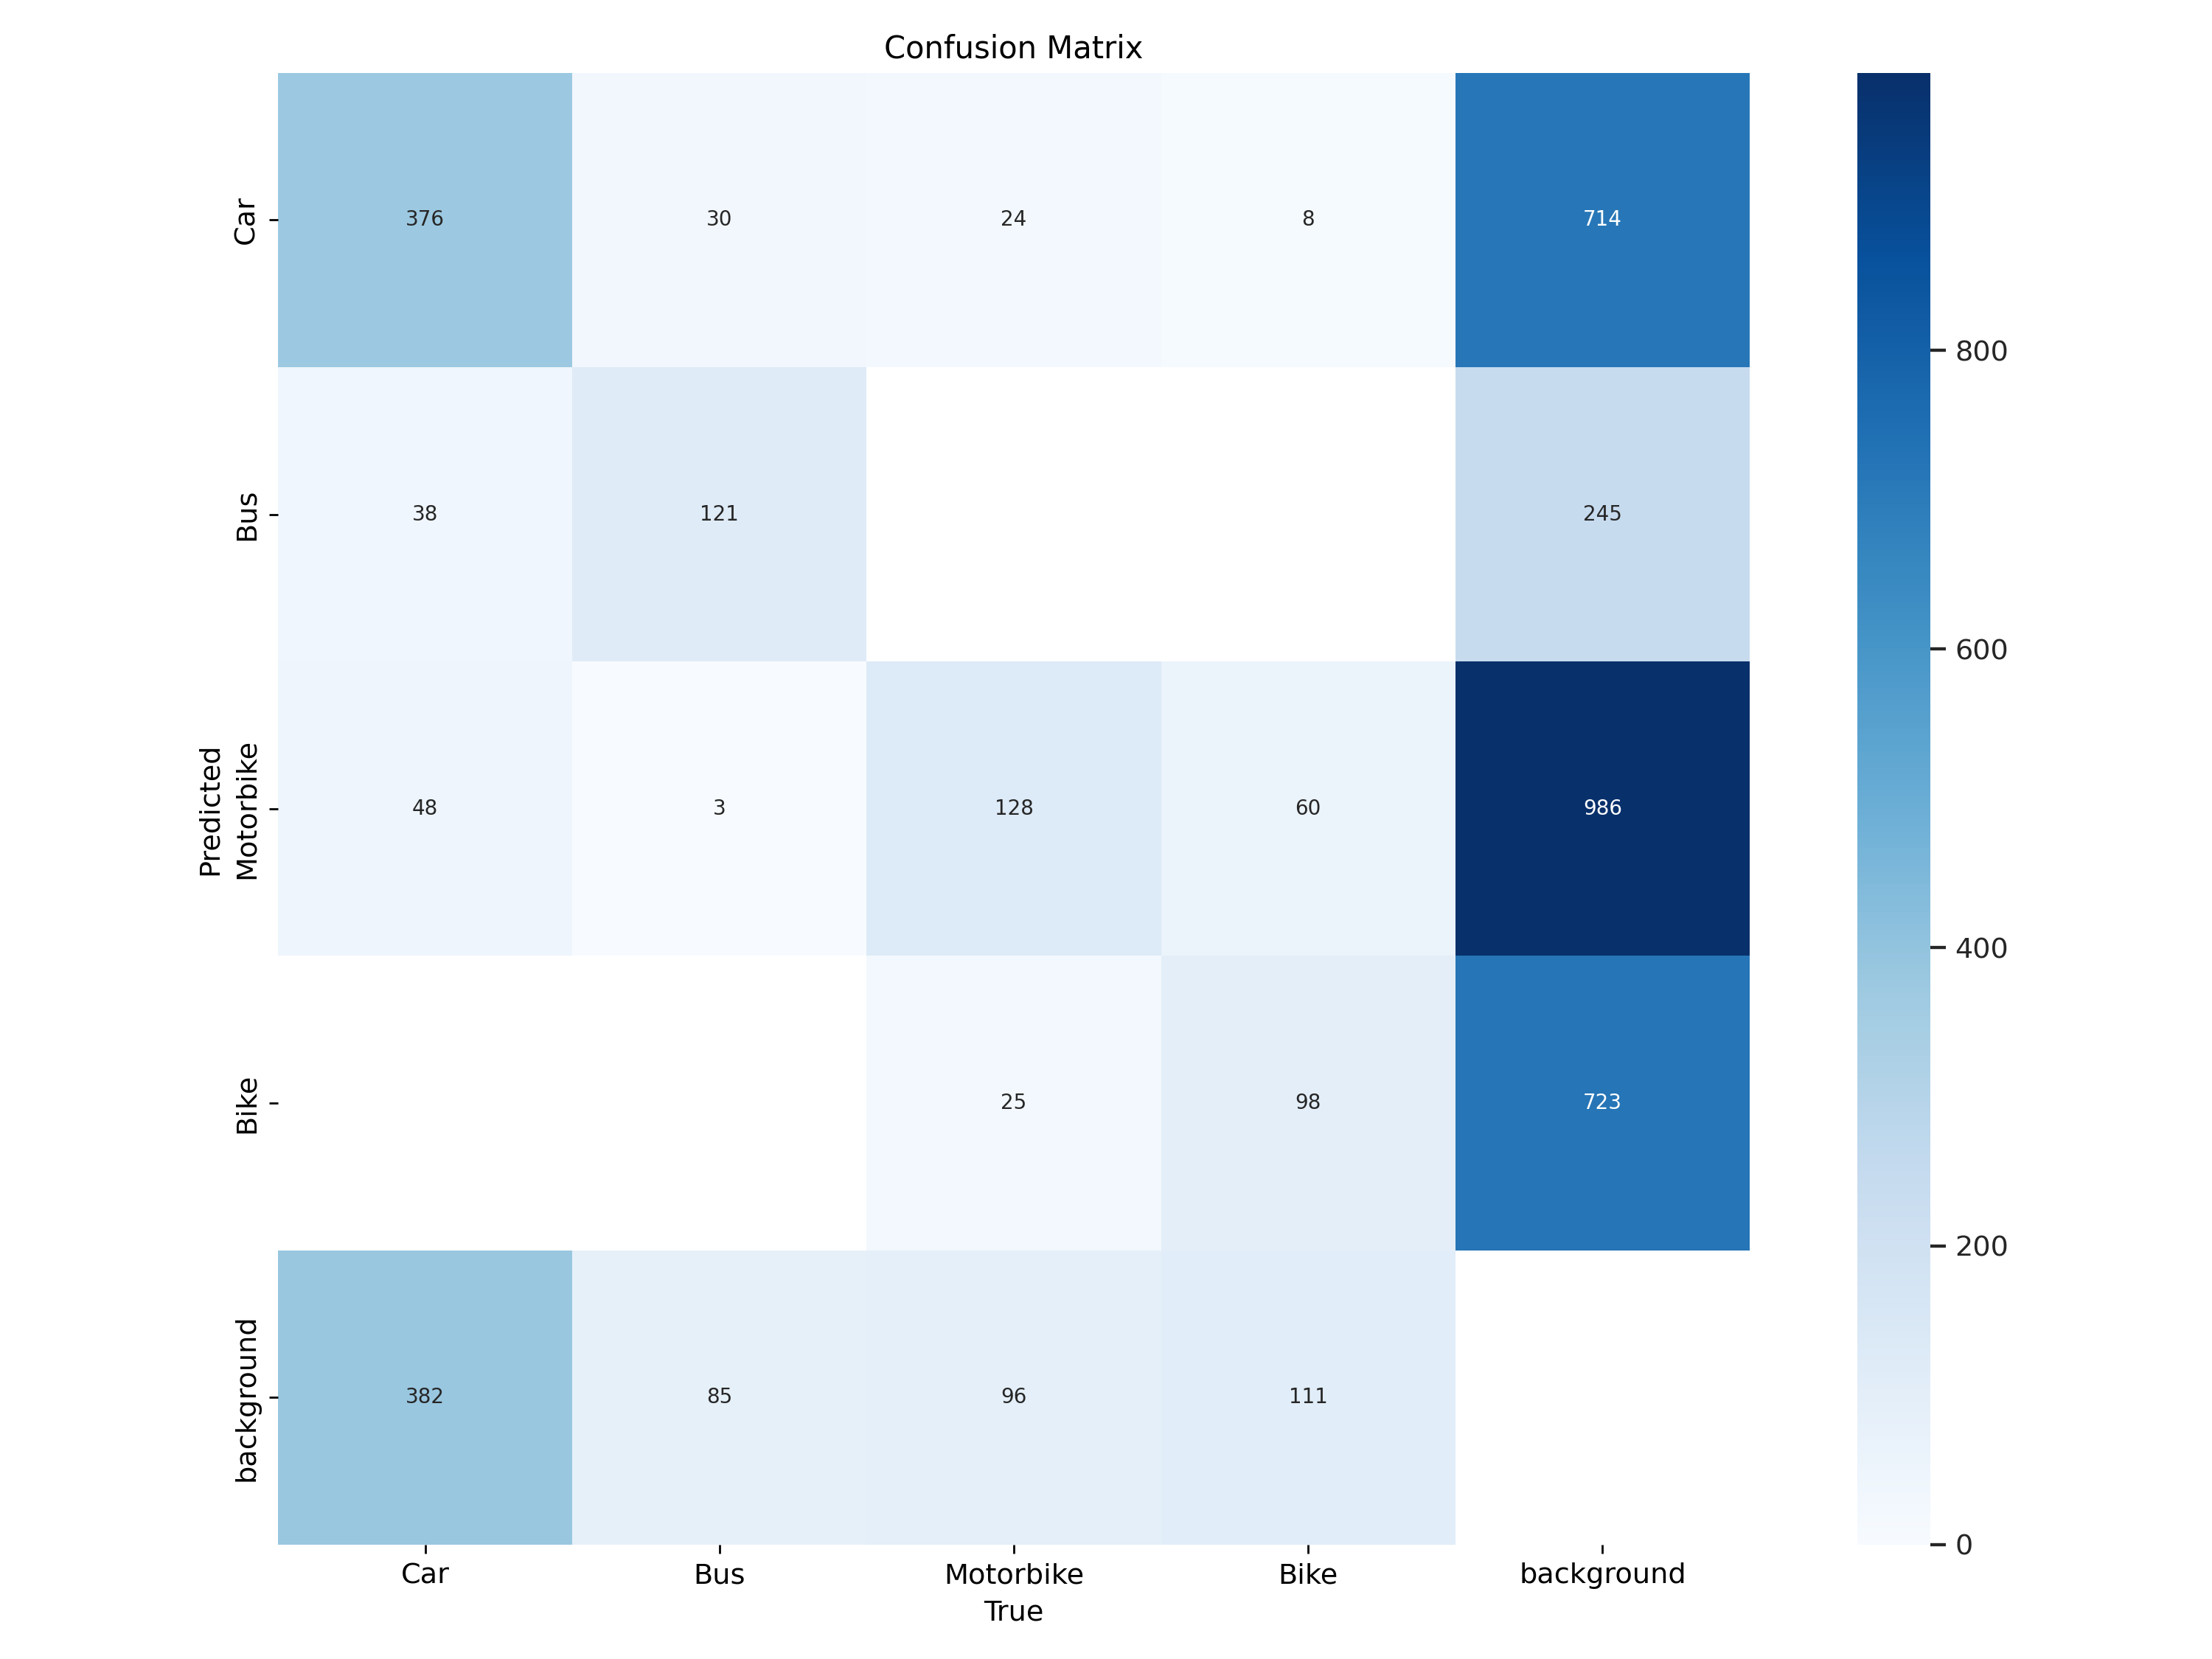 Confusion Matrix
Car
376 30 24 8 714
Bus
38 121 245
Predicted
Motorbike
48 3 128 60 986
Bike
25 98 723
background
382 85 96 111
Car Bus Motorbike Bike background
True
800
600
400
200
0